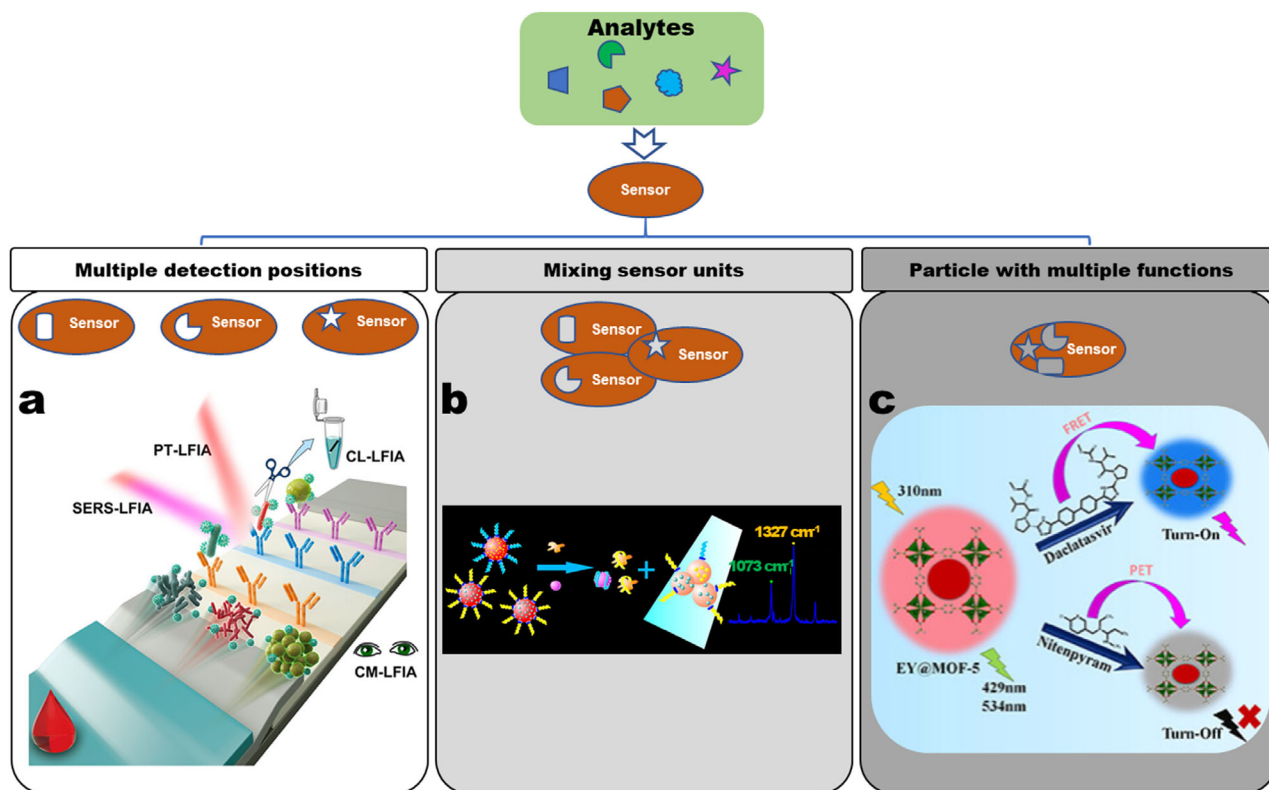 Analytes
Sensor
Multiple detection positions
Mixing sensor units
Particle with multiple functions
Sensor
Sensor
Sensor
Sensor
Sensor
Sensor
Sensor
a
PT-LFIA
CL-LFIA
SERS-LFIA
CM-LFIA
b
1327 cm-1
1073 cm-1
c
FRET
310nm
Daclatasvir
Turn-On
PET
Nitenpyram
EY@MOF-5
429nm
534nm
Turn-Off